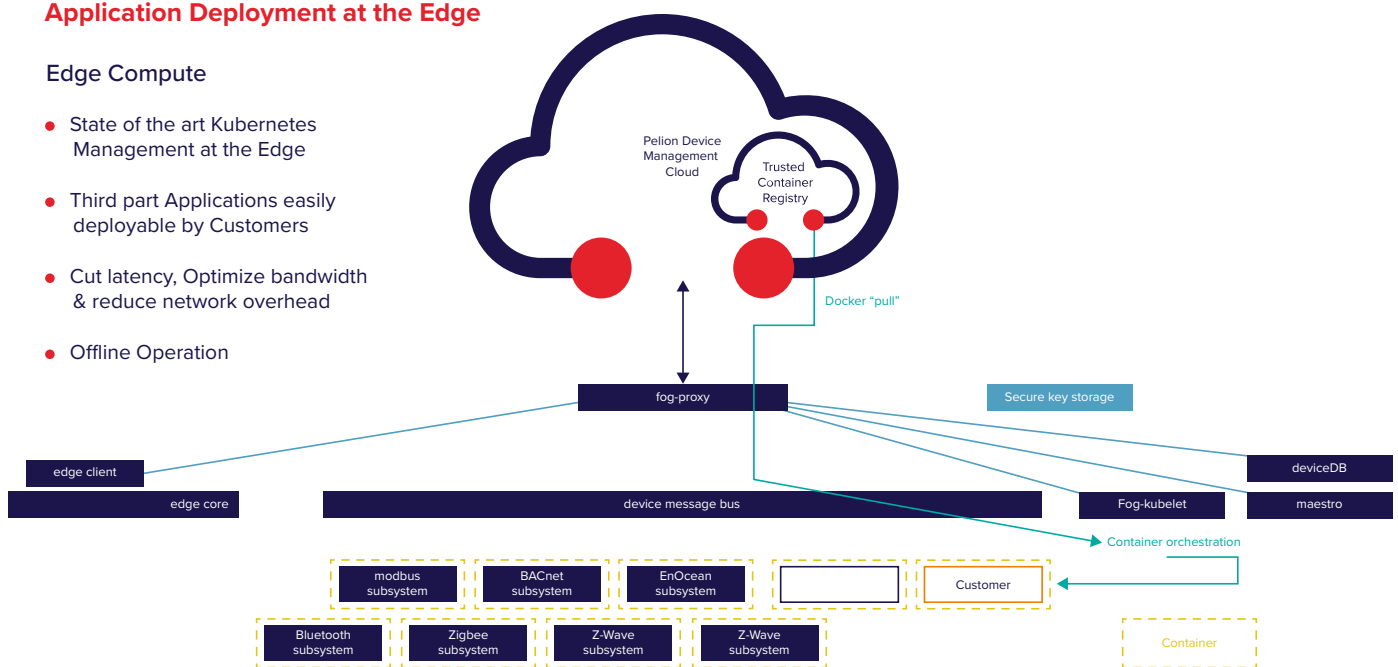 Application Deployment at the Edge
Edge Compute
State of the art Kubernetes
Management at the Edge
Third part Applications easily
deployable by Customers
Cut latency, Optimize bandwidth
& reduce network overhead
Offline Operation
Pelion Device
Management
Cloud
Trusted
Container
Registry
Docker “pull”
fog-proxy
Secure key storage
edge client
deviceDB
edge core
device message bus
Fog-kubelet
maestro
Container orchestration
modbus
subsystem
BACnet
subsystem
EnOcean
subsystem
Customer
Bluetooth
subsystem
Zigbee
subsystem
Z-Wave
subsystem
Z-Wave
subsystem
Container